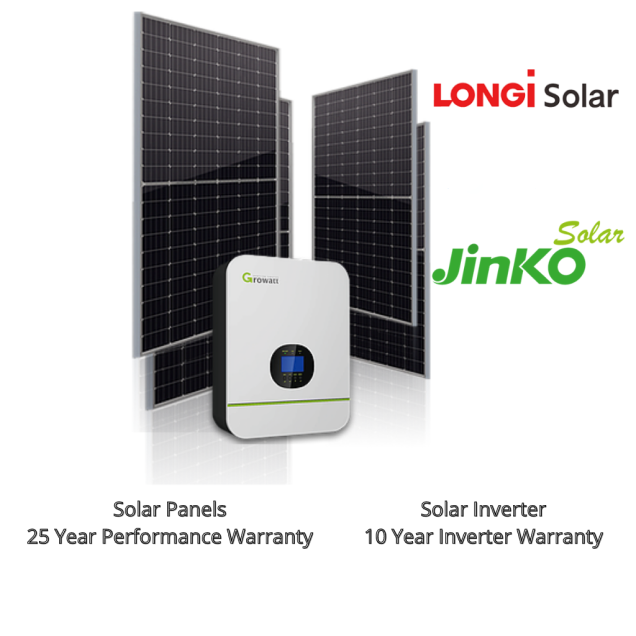 LONGi Solar
Solar
JinKO
Growatt
Solar Panels
25 Year Performance Warranty
Solar Inverter
10 Year Inverter Warranty